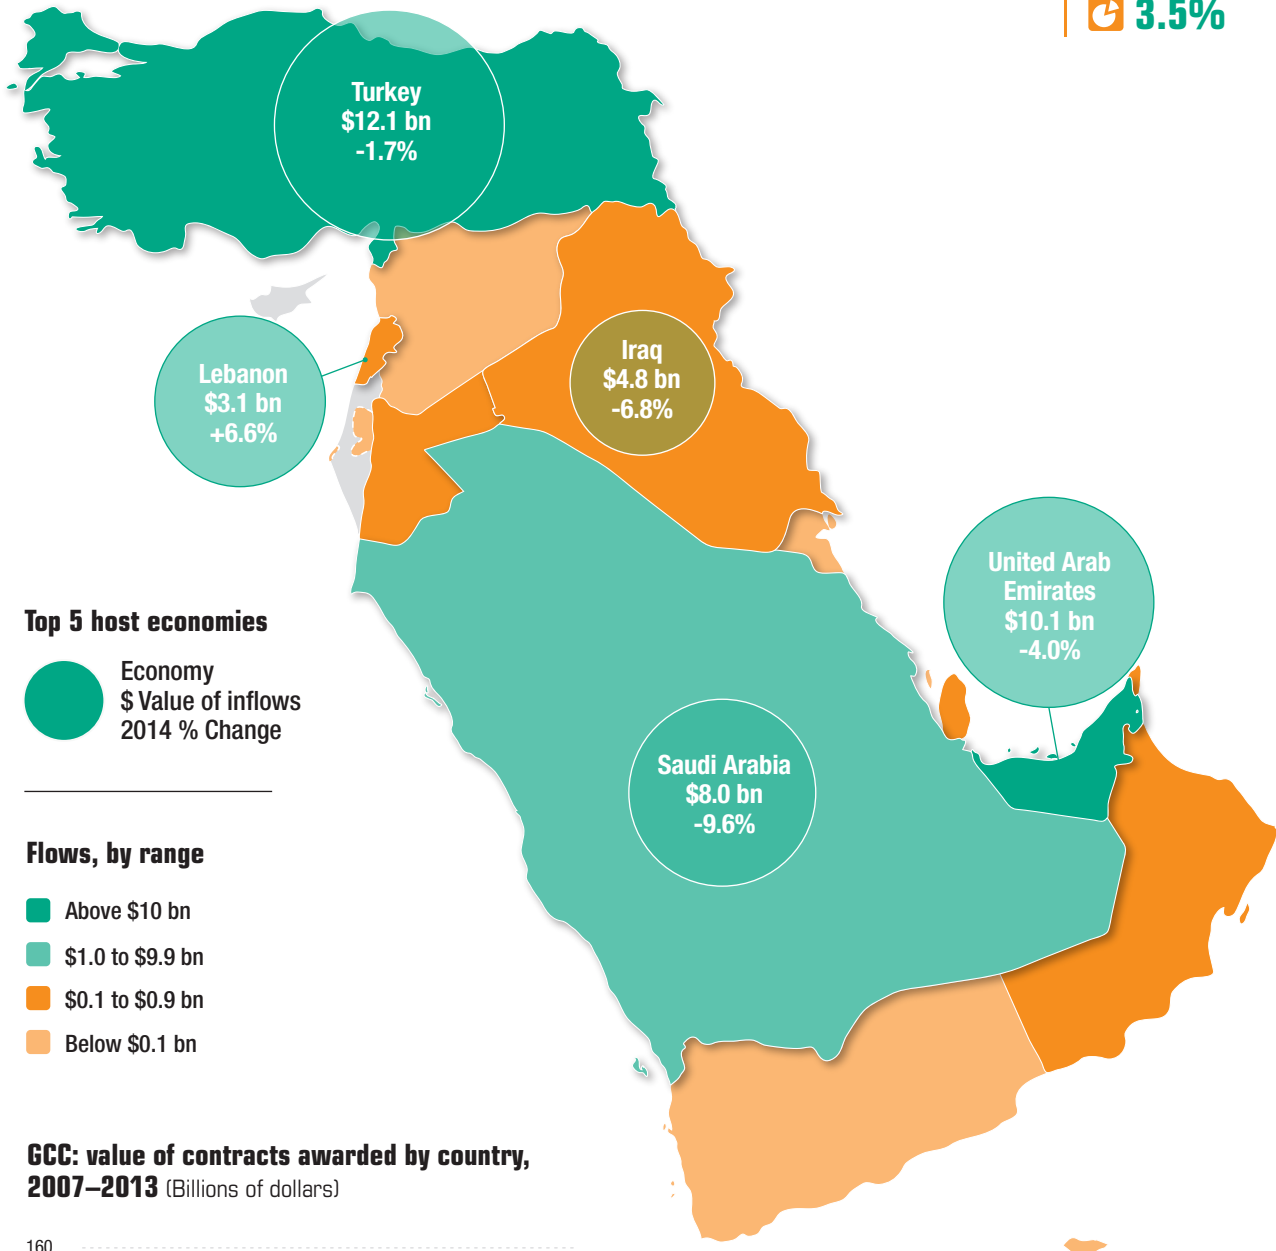 3.5%
Turkey
$12.1 bn
-1.7%
Lebanon
$3.1 bn
+6.6%
Iraq
$4.8 bn
-6.8%
United Arab
Emirates
$10.1 bn
-4.0%
Saudi Arabia
$8.0 bn
-9.6%
Top 5 host economies
Economy
$ Value of inflows
2014 % Change
Flows, by range
Above $10 bn
$1.0 to $9.9 bn
$0.1 to $0.9 bn
Below $0.1 bn
GCC: value of contracts awarded by country,
2007–2013 (Billions of dollars)
160